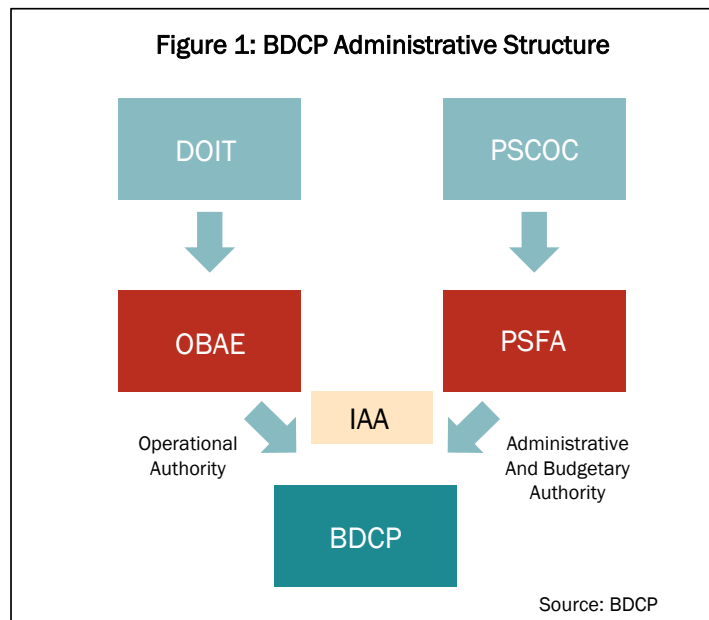 Figure 1: BDCP Administrative Structure
DOIT
PSCOC
OBAE
PSFA
IAA
Operational
Authority
Administrative
And Budgetary
Authority
BDCP
Source: BDCP